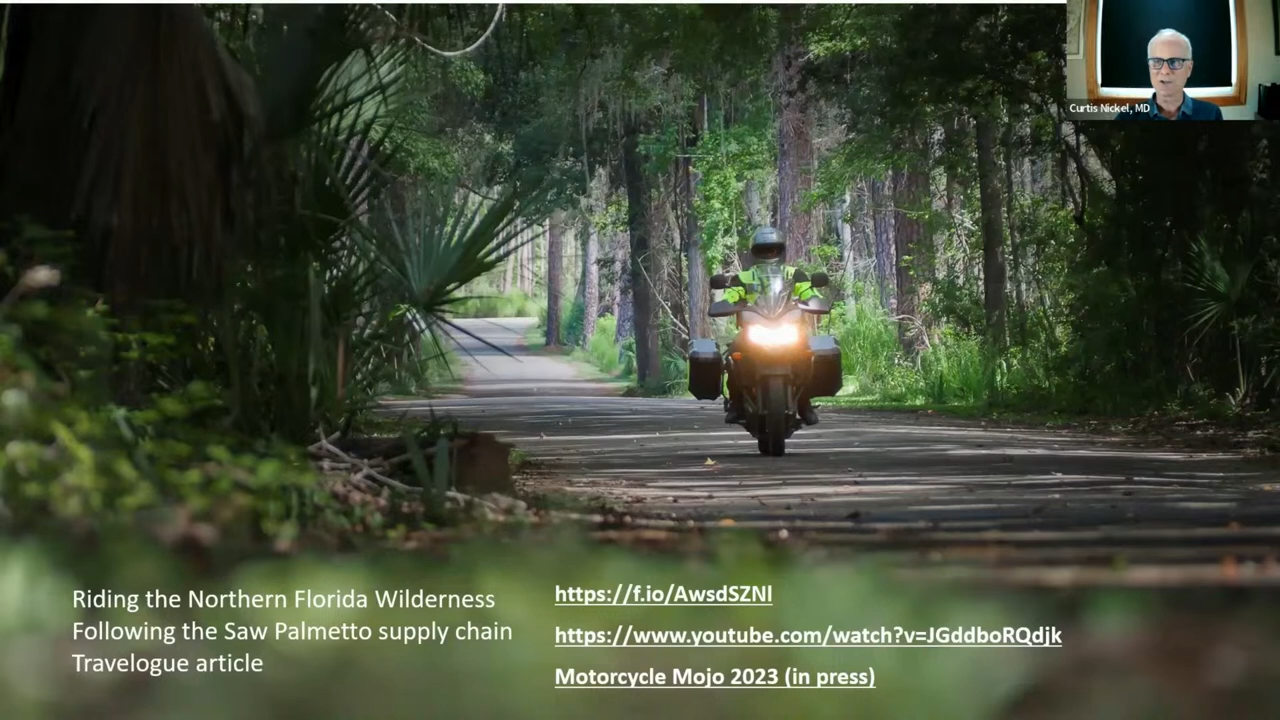 Curtis Nickel, MD
Riding the Northern Florida Wilderness
Following the Saw Palmetto supply chain
Travelogue article
https://f.io/AwsdSZNl
https://www.youtube.com/watch?v=JGddboRQdjk
Motorcycle Mojo 2023 (in press)